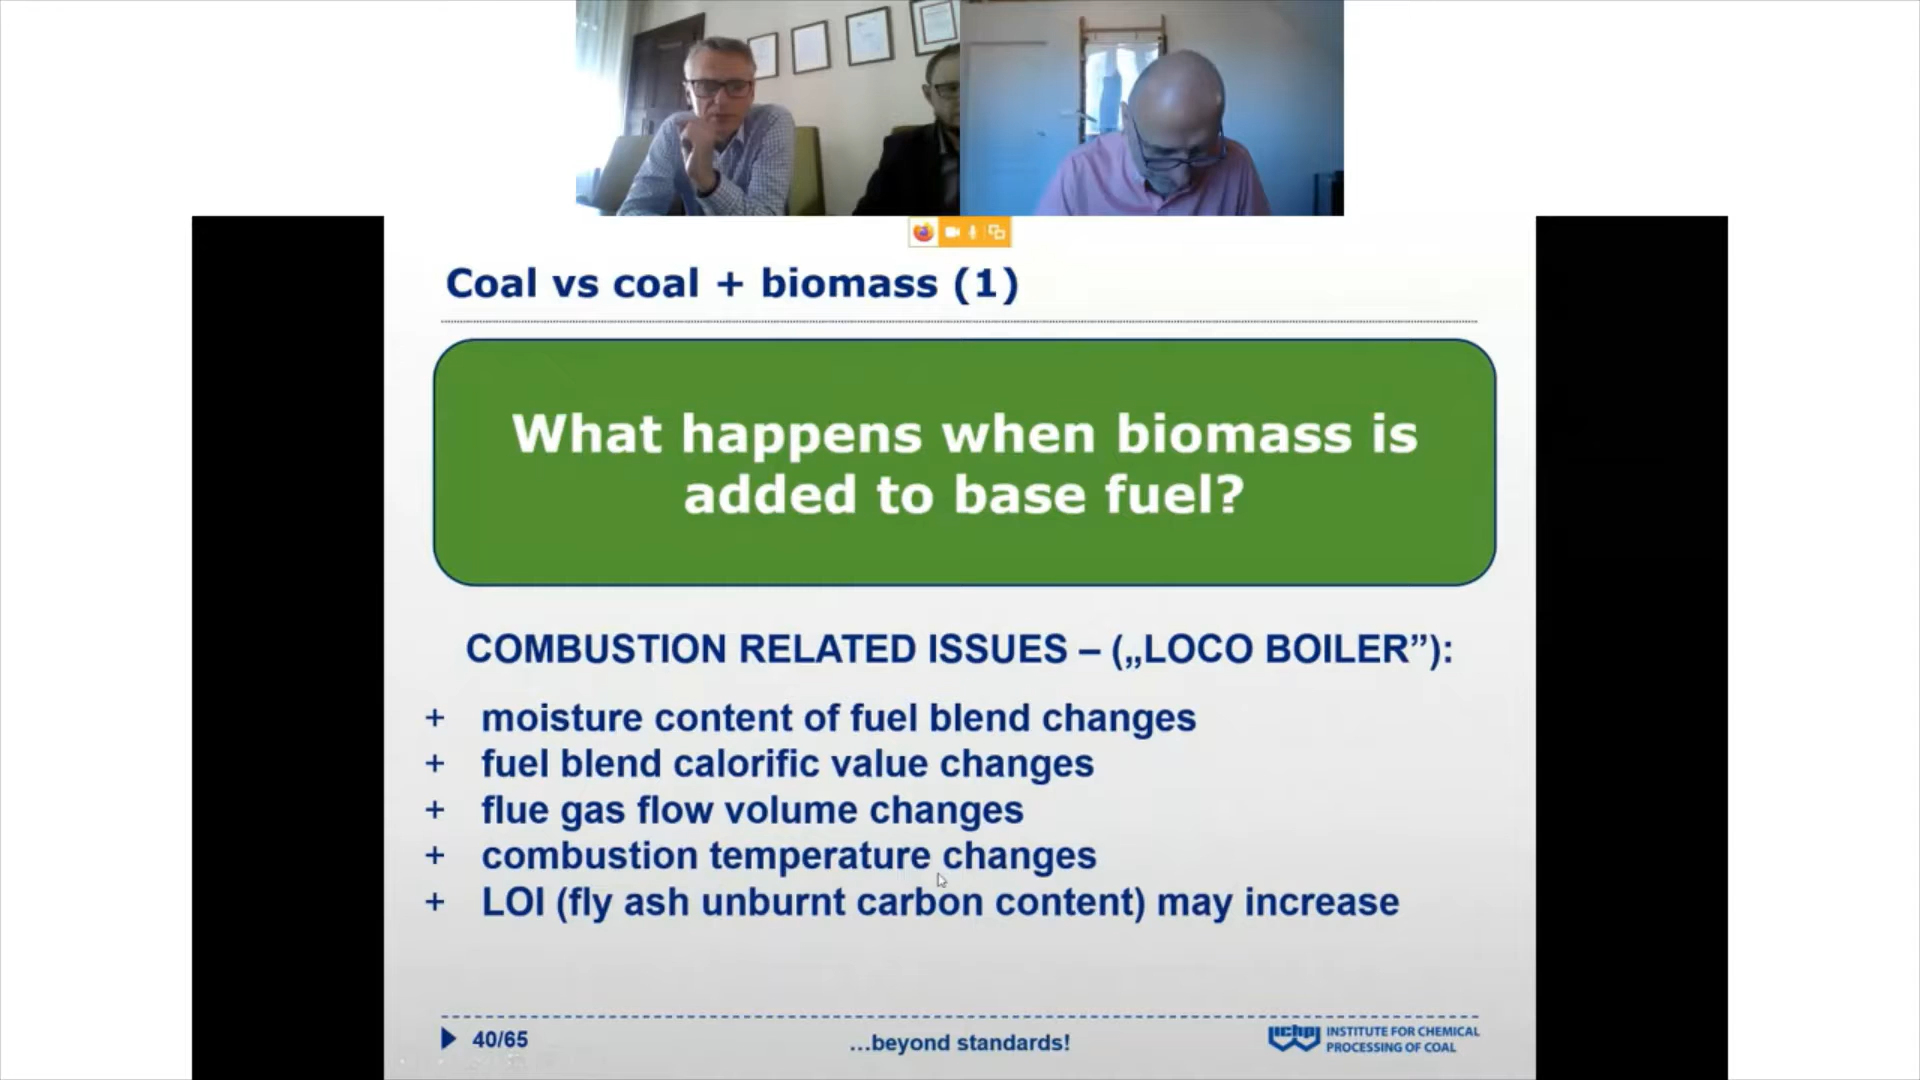 Coal vs coal + biomass (1)
What happens when biomass is
added to base fuel?
COMBUSTION RELATED ISSUES – („LOCO BOILER”):
+ moisture content of fuel blend changes
+ fuel blend calorific value changes
+ flue gas flow volume changes
+ combustion temperature changes
+ LOI (fly ash unburnt carbon content) may increase
40/65
...beyond standards!
ichpw
INSTITUTE FOR CHEMICAL
PROCESSING OF COAL